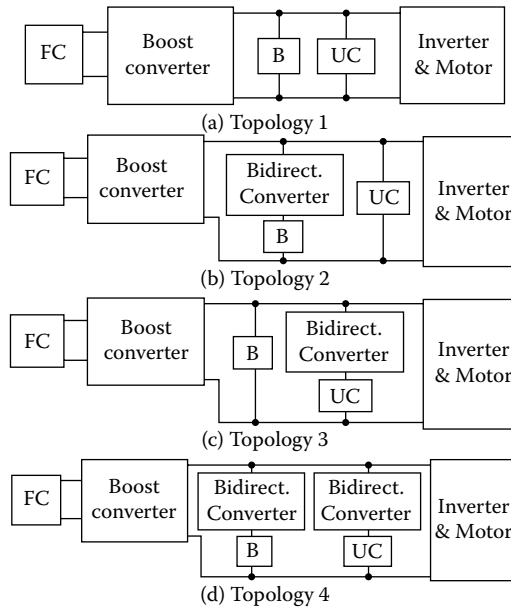 FC
Boost
converter
B
UC
Inverter
& Motor
(a) Topology 1
FC
Boost
converter
Bidirect.
Converter
B
UC
Inverter
& Motor
(b) Topology 2
FC
Boost
converter
B
Bidirect.
Converter
UC
Inverter
& Motor
(c) Topology 3
FC
Boost
converter
Bidirect.
Converter
B
Bidirect.
Converter
UC
Inverter
& Motor
(d) Topology 4